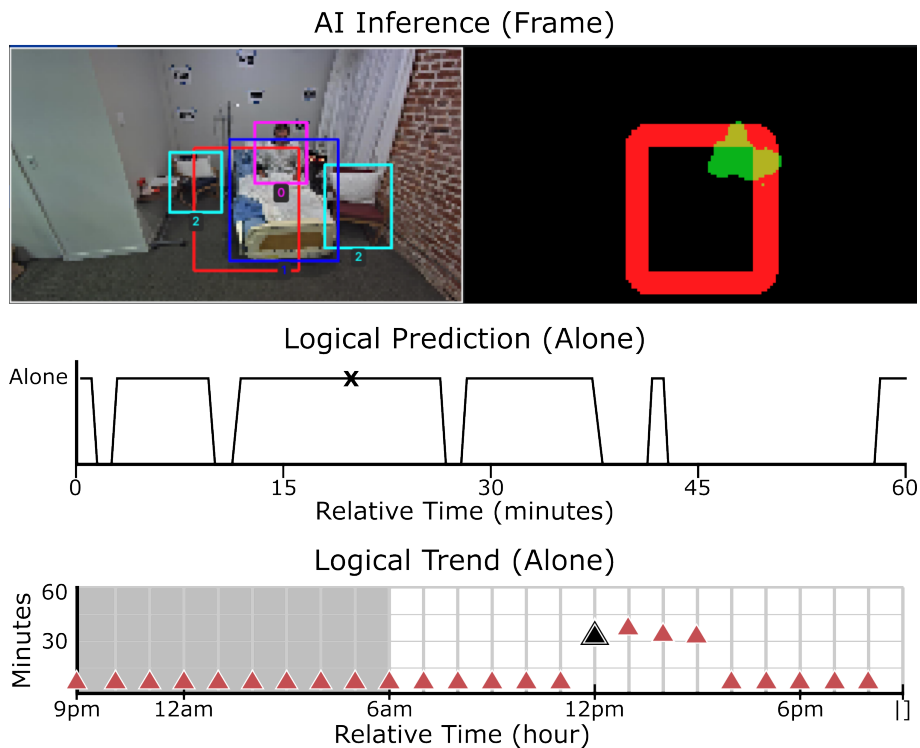 AI Inference (Frame)
0
2
1
2
Logical Prediction (Alone)
Alone
x
0 15 30 45 60
Relative Time (minutes)
Logical Trend (Alone)
60
30
Minutes
9pm 12am 6am 12pm 6pm |]
Relative Time (hour)